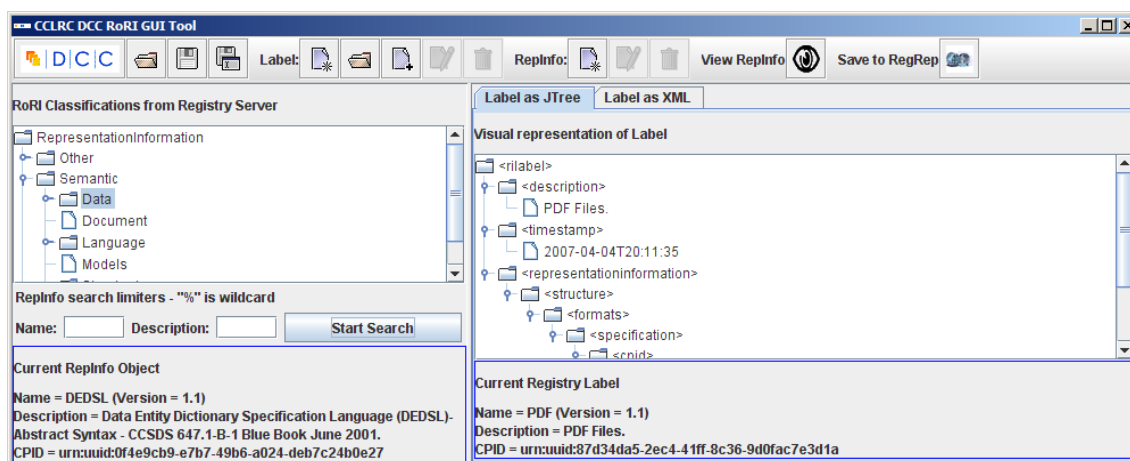 CCLRC DCC RoRI GUI Tool
D|C|C Label: RepInfo: View RepInfo Save to RegRep
RoRI Classifications from Registry Server
RepresentationInformation
Other
Semantic
Data
Document
Language
Models
RepInfo search limiters - "%" is wildcard
Name: Description: Start Search
Current RepInfo Object
Name = DEDSL (Version = 1.1)
Description = Data Entity Dictionary Specification Language (DEDSL)-
Abstract Syntax - CCSDS 647.1-B-1 Blue Book June 2001.
CPID = urn:uuid:0f4e9cb9-e7b7-49b6-a024-deb7c24b0e27
Label as JTree Label as XML
Visual representation of Label
<rilabel>
<description>
PDF Files.
<timestamp>
2007-04-04T20:11:35
<representationinformation>
<structure>
<formats>
<specification>
<cpid>
Current Registry Label
Name = PDF (Version = 1.1)
Description = PDF Files.
CPID = urn:uuid:87d34da5-2ec4-41ff-8c36-9d0fac7e3d1a